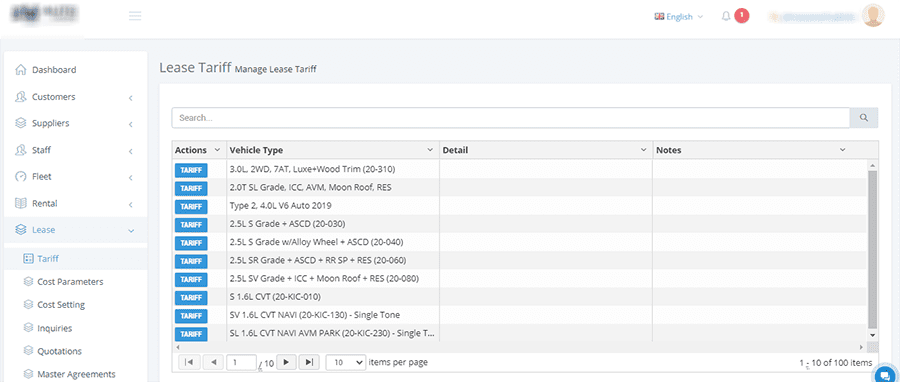 English
1
Dashboard
Customers
Suppliers
Staff
Fleet
Rental
Lease
Tariff
Cost Parameters
Cost Setting
Inquiries
Quotations
Master Agreements
Lease Tariff Manage Lease Tariff
Search...
Actions Vehicle Type Detail Notes
TARIFF 3.0L, 2WD, 7AT, Luxe+Wood Trim (20-310)
TARIFF 2.0T SL Grade, ICC, AVM, Moon Roof, RES
TARIFF Type 2, 4.0L V6 Auto 2019
TARIFF 2.5L S Grade + ASCD (20-030)
TARIFF 2.5L S Grade w/Alloy Wheel + ASCD (20-040)
TARIFF 2.5L SR Grade + ASCD + RR SP + RES (20-060)
TARIFF 2.5L SV Grade + ICC + Moon Roof + RES (20-080)
TARIFF S 1.6L CVT (20-KIC-010)
TARIFF SV 1.6L CVT NAVI (20-KIC-130) - Single Tone
TARIFF SL 1.6L CVT NAVI AVM PARK (20-KIC-230) - Single T...
1 / 10 10 items per page 1 - 10 of 100 items